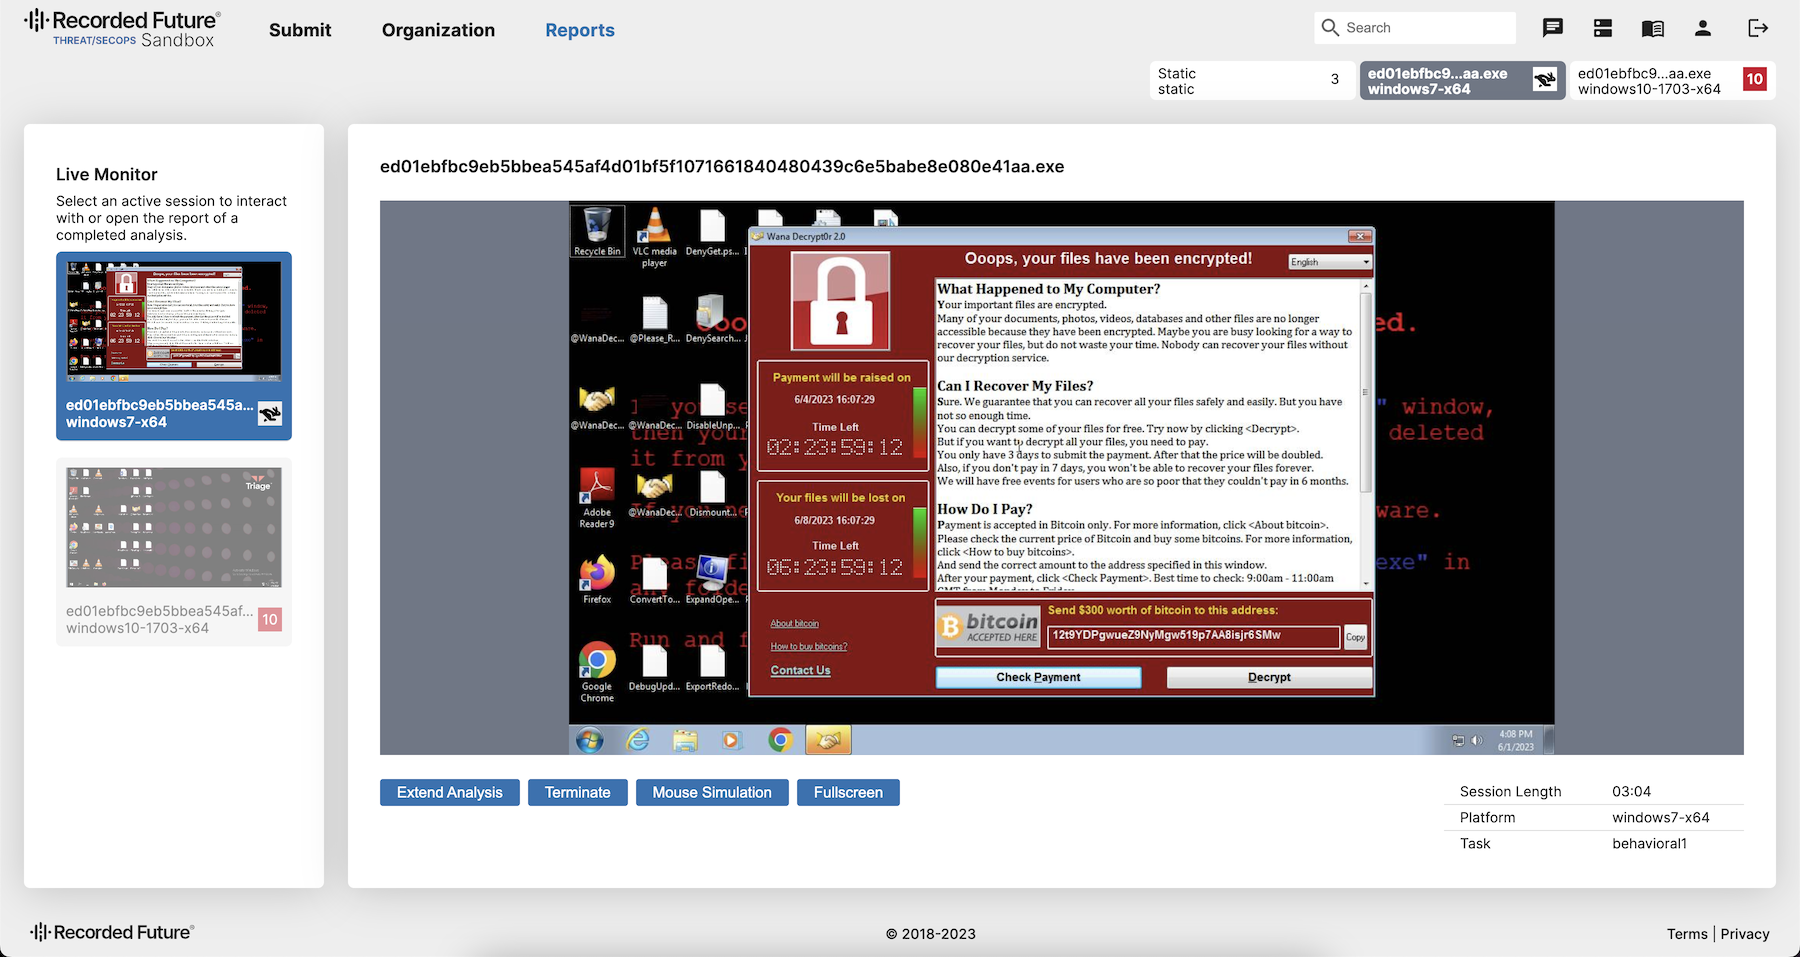 Recorded Future®
THREAT/SECOPS Sandbox
Submit
Organization
Reports
Search
Static
static
3
ed01ebfbc9...aa.exe
windows7-x64
ed01ebfbc9...aa.exe
windows10-1703-x64
10
Live Monitor
Select an active session to interact
with or open the report of a
completed analysis.
ed01ebfbc9eb5bbea545a...
windows7-x64
Triage
ed01ebfbc9eb5bbea545af...
windows10-1703-x64
10
ed01ebfbc9eb5bbea545af4d01bf5f1071661840480439c6e5babe8e080e41aa.exe
Recycle Bin
VLC media
player
DenyGet.ps...
@WanaDec...
@Please_R...
DenySearch...
@WanaDec...
@WanaDec...
DisableUnp...
Adobe
Reader 9
@WanaDec...
Dismount...
Firefox
ConvertTo...
ExpandOpe...
Google
Chrome
DebugUpd...
ExportRedo...
ed.
" window,
deleted
then your
it from y
ware.
exe" in
Run and f
Wana Decrypt0r 2.0
Ooops, your files have been encrypted!
English
Payment will be raised on
6/4/2023 16:07:29
Time Left
02:23:59:12
Your files will be lost on
6/8/2023 16:07:29
Time Left
06:23:59:12
About bitcoin
How to buy bitcoins?
Contact Us
What Happened to My Computer?
Your important files are encrypted.
Many of your documents, photos, videos, databases and other files are no longer
accessible because they have been encrypted. Maybe you are busy looking for a way to
recover your files, but do not waste your time. Nobody can recover your files without
our decryption service.
Can I Recover My Files?
Sure. We guarantee that you can recover all your files safely and easily. But you have
not so enough time.
You can decrypt some of your files for free. Try now by clicking <Decrypt>.
But if you want to decrypt all your files, you need to pay.
You only have 3 days to submit the payment. After that the price will be doubled.
Also, if you don't pay in 7 days, you won't be able to recover your files forever.
We will have free events for users who are so poor that they couldn't pay in 6 months.
How Do I Pay?
Payment is accepted in Bitcoin only. For more information, click <About bitcoin>.
Please check the current price of Bitcoin and buy some bitcoins. For more information,
click <How to buy bitcoins>.
And send the correct amount to the address specified in this window.
After your payment, click <Check Payment>. Best time to check: 9:00am - 11:00am
GMT from Monday to Friday.
bitcoin
ACCEPTED HERE
Send $300 worth of bitcoin to this address:
12t9YDPgwueZ9NyMgw519p7AA8isjr6SMw
Copy
Check Payment
Decrypt
4:08 PM
6/1/2023
Extend Analysis
Terminate
Mouse Simulation
Fullscreen
Session Length 03:04
Platform windows7-x64
Task behavioral1
Recorded Future®
© 2018-2023
Terms | Privacy